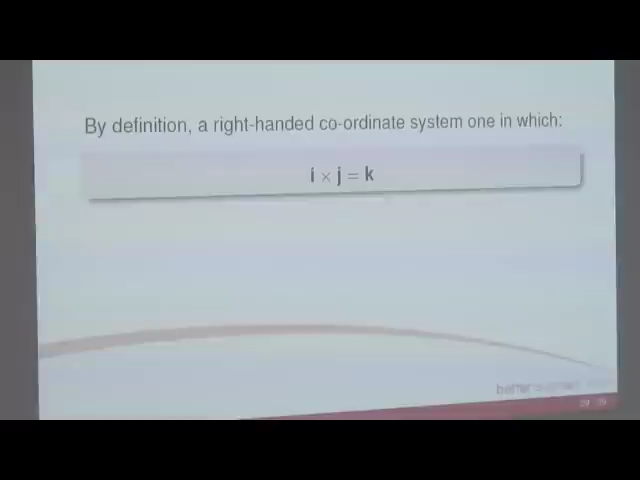 By definition, a right-handed co-ordinate system one in which:
i × j = k